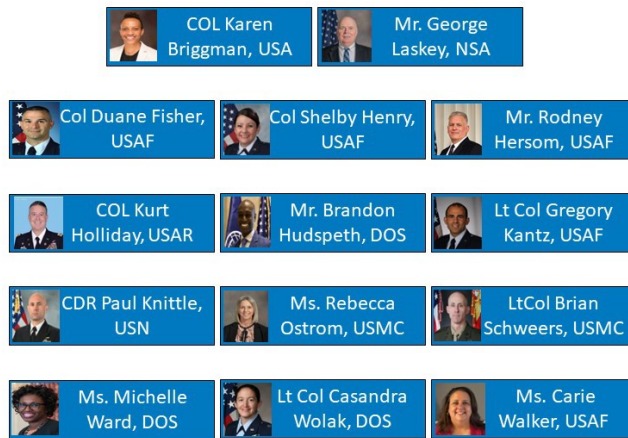 COL Karen
Briggman, USA
Mr. George
Laskey, NSA
Col Duane Fisher,
USAF
Col Shelby Henry,
USAF
Mr. Rodney
Hersom, USAF
COL Kurt
Holliday, USAR
Mr. Brandon
Hudspeth, DOS
Lt Col Gregory
Kantz, USAF
CDR Paul Knittle,
USN
Ms. Rebecca
Ostrom, USMC
LtCol Brian
Schweers, USMC
Ms. Michelle
Ward, DOS
Lt Col Casandra
Wolak, DOS
Ms. Carie
Walker, USAF